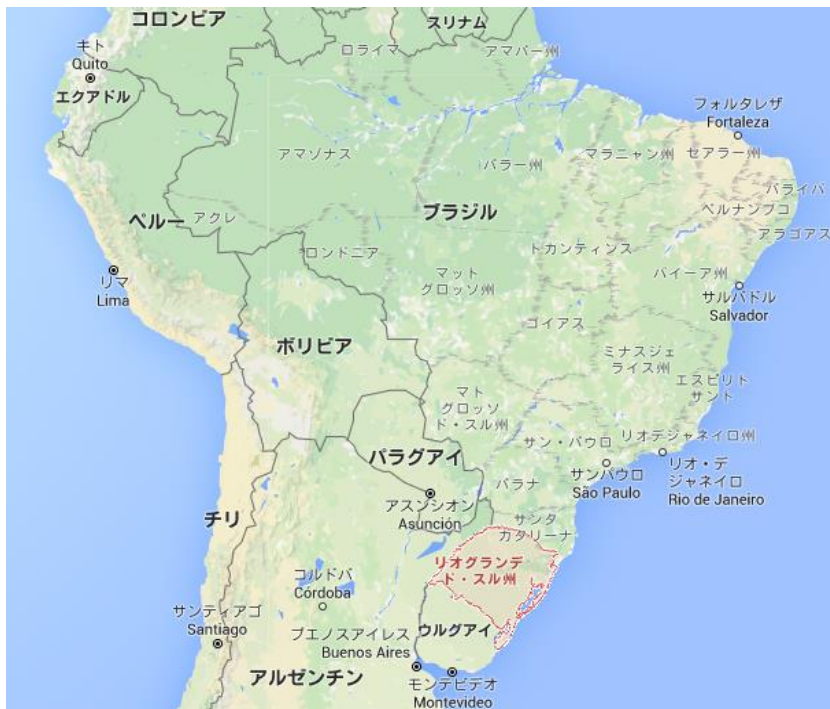 コロンビア
スリナム
キト
Quito
ロライマ
アマパー州
エクアドル
フォルタレザ
Fortaleza
アマゾナス
パラー州
マラニャン州
セアラー州
パライバ
ペルー
アクレ
ブラジル
ペルナンブコ
アラゴアス
ロンドニア
トカンティンス
リマ
Lima
マット
グロッソ州
バイーア州
サルバドル
Salvador
ボリビア
ゴイアス
ミナスジェ
ライス州
エスピリト
サント
マト
グロッソ
ド・スル州
サン・パウロ
リオデジャネイロ州
パラグアイ
サンパウロ
São Paulo
リオ・デ
ジャネイロ
Rio de Janeiro
パラナ
アスンシオン
Asunción
チリ
サンタ
カタリーナ
リオグランデ
ド・スル州
コルドバ
Córdoba
サンティアゴ
Santiago
ブエノスアイレス
Buenos Aires
ウルグアイ
アルゼンチン
モンテビデオ
Montevideo